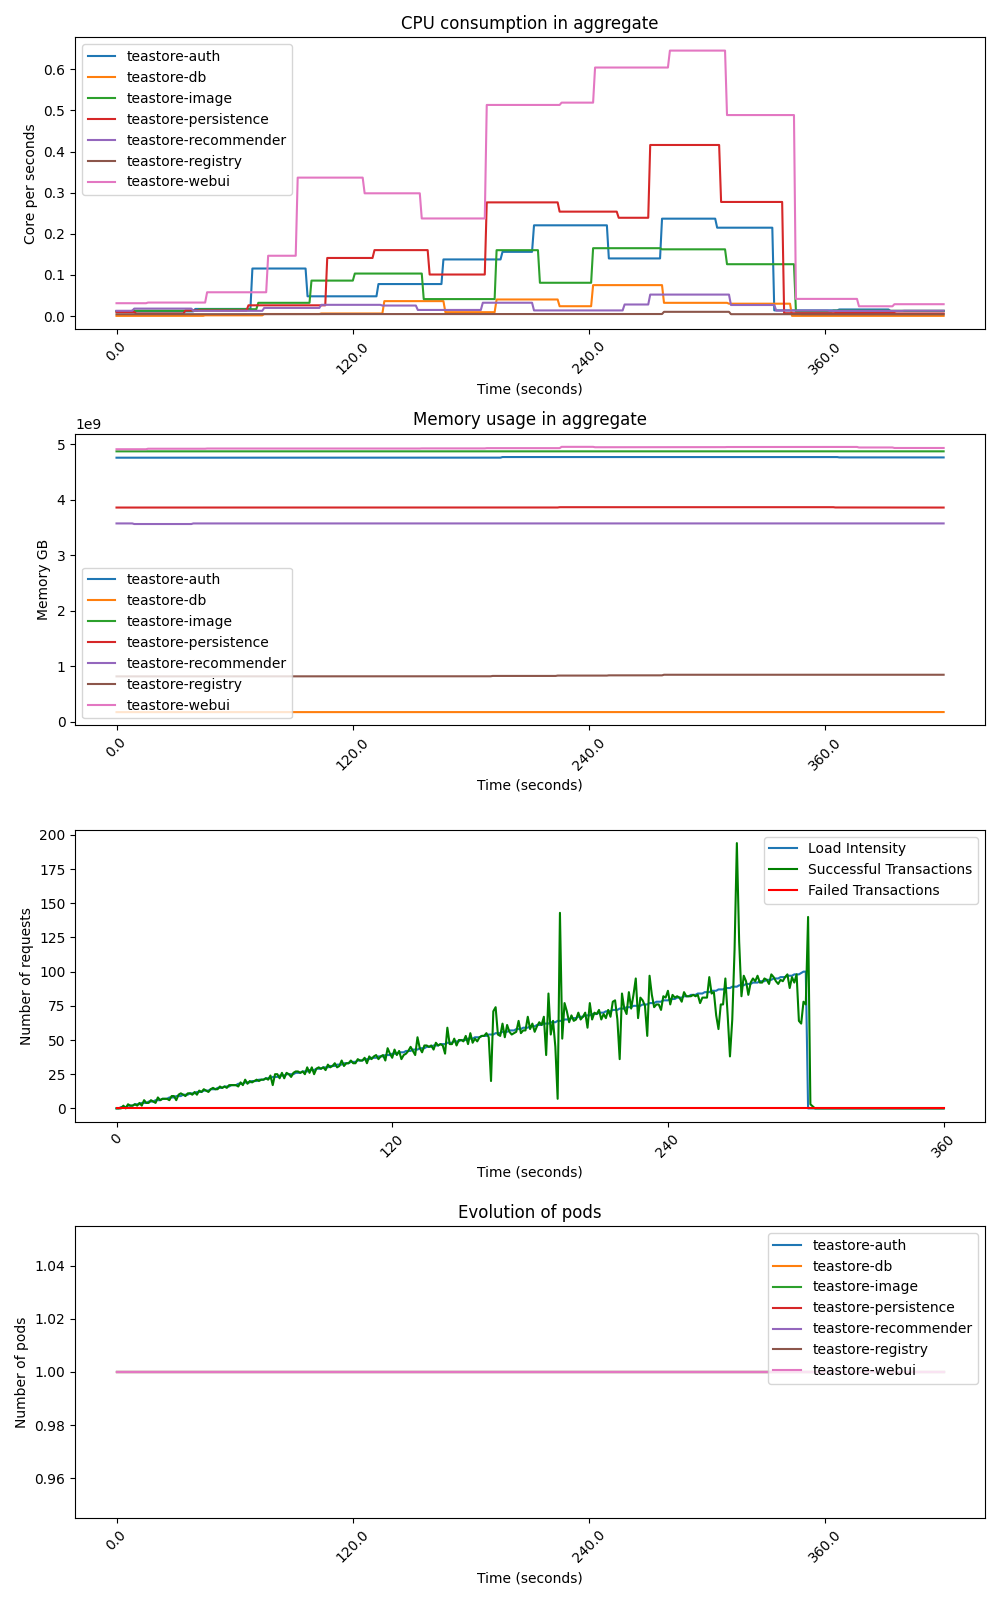 CPU consumption in aggregate
teastore-auth
teastore-db
teastore-image
teastore-persistence
teastore-recommender
teastore-registry
teastore-webui
Core per seconds
0.6
0.5
0.4
0.3
0.2
0.1
0.0
0.0
120.0
240.0
360.0
Time (seconds)
Memory usage in aggregate
1e9
Memory GB
5
4
3
2
1
0
teastore-auth
teastore-db
teastore-image
teastore-persistence
teastore-recommender
teastore-registry
teastore-webui
0.0
120.0
240.0
360.0
Time (seconds)
Number of requests
200
175
150
125
100
75
50
25
0
Load Intensity
Successful Transactions
Failed Transactions
0
120
240
360
Time (seconds)
Evolution of pods
Number of pods
1.04
1.02
1.00
0.98
0.96
teastore-auth
teastore-db
teastore-image
teastore-persistence
teastore-recommender
teastore-registry
teastore-webui
0.0
120.0
240.0
360.0
Time (seconds)